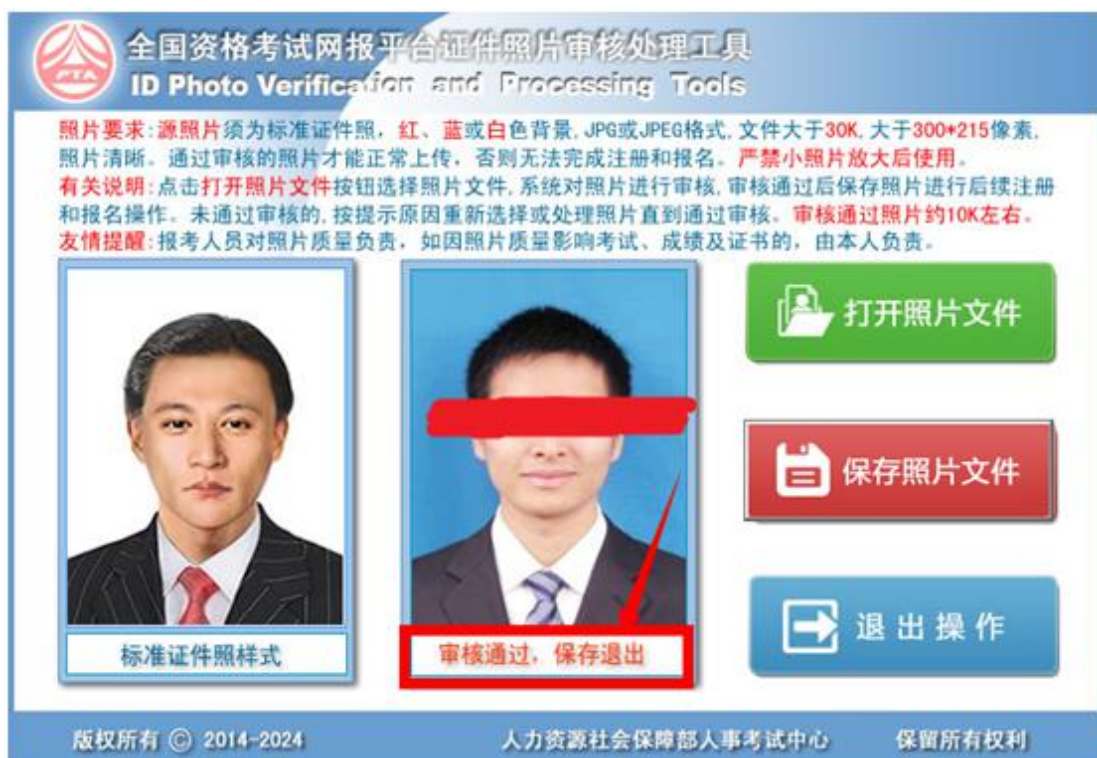 PTA
全国资格考试网报平台证件照片审核处理工具
ID Photo Verification and Processing Tools
照片要求:源照片须为标准证件照，红、蓝或白色背景,JPG或JPEG格式,文件大于30K,大于300*215像素,
照片清晰。通过审核的照片才能正常上传，否则无法完成注册和报名。严禁小照片放大后使用。
有关说明:点击打开照片文件按钮选择照片文件,系统对照片进行审核,审核通过后保存照片进行后续注册
和报名操作。未通过审核的,按提示原因重新选择或处理照片直到通过审核。审核通过照片约10K左右。
友情提醒:报考人员对照片质量负责，如因照片质量影响考试、成绩及证书的，由本人负责。
打开照片文件
保存照片文件
退出操作
标准证件照样式
审核通过，保存退出
版权所有 © 2014-2024 人力资源社会保障部人事考试中心 保留所有权利